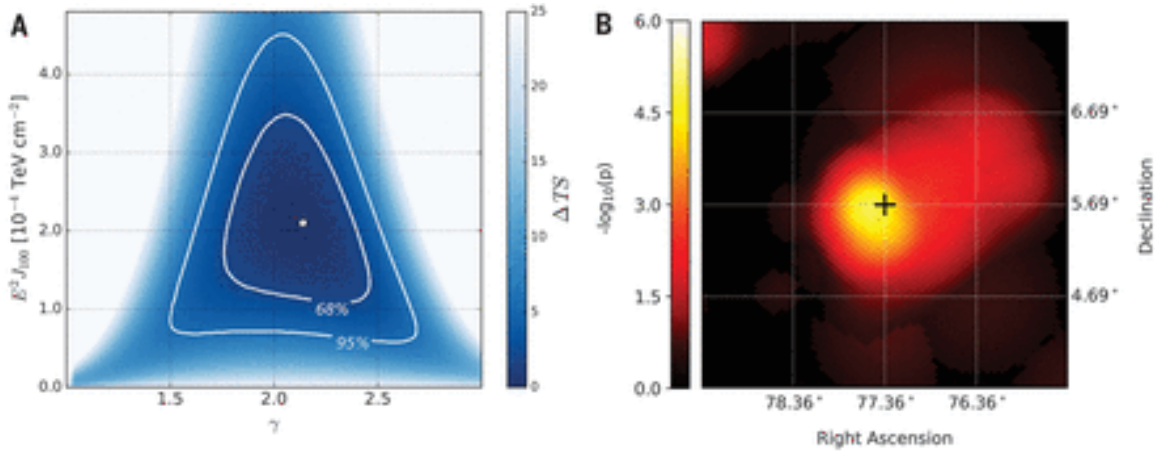 A
25
B
6.0
4.0
20
4.5
6.69°
3.0
15
E²J₁₀₀ [10⁻⁴ TeV cm⁻²]
ΔTS
-log₁₀(p)
3.0
5.69°
Declination
2.0
10
68%
1.5
4.69°
1.0
5
95%
0.0
0
0.0
1.5 2.0 2.5
78.36° 77.36° 76.36°
γ
Right Ascension